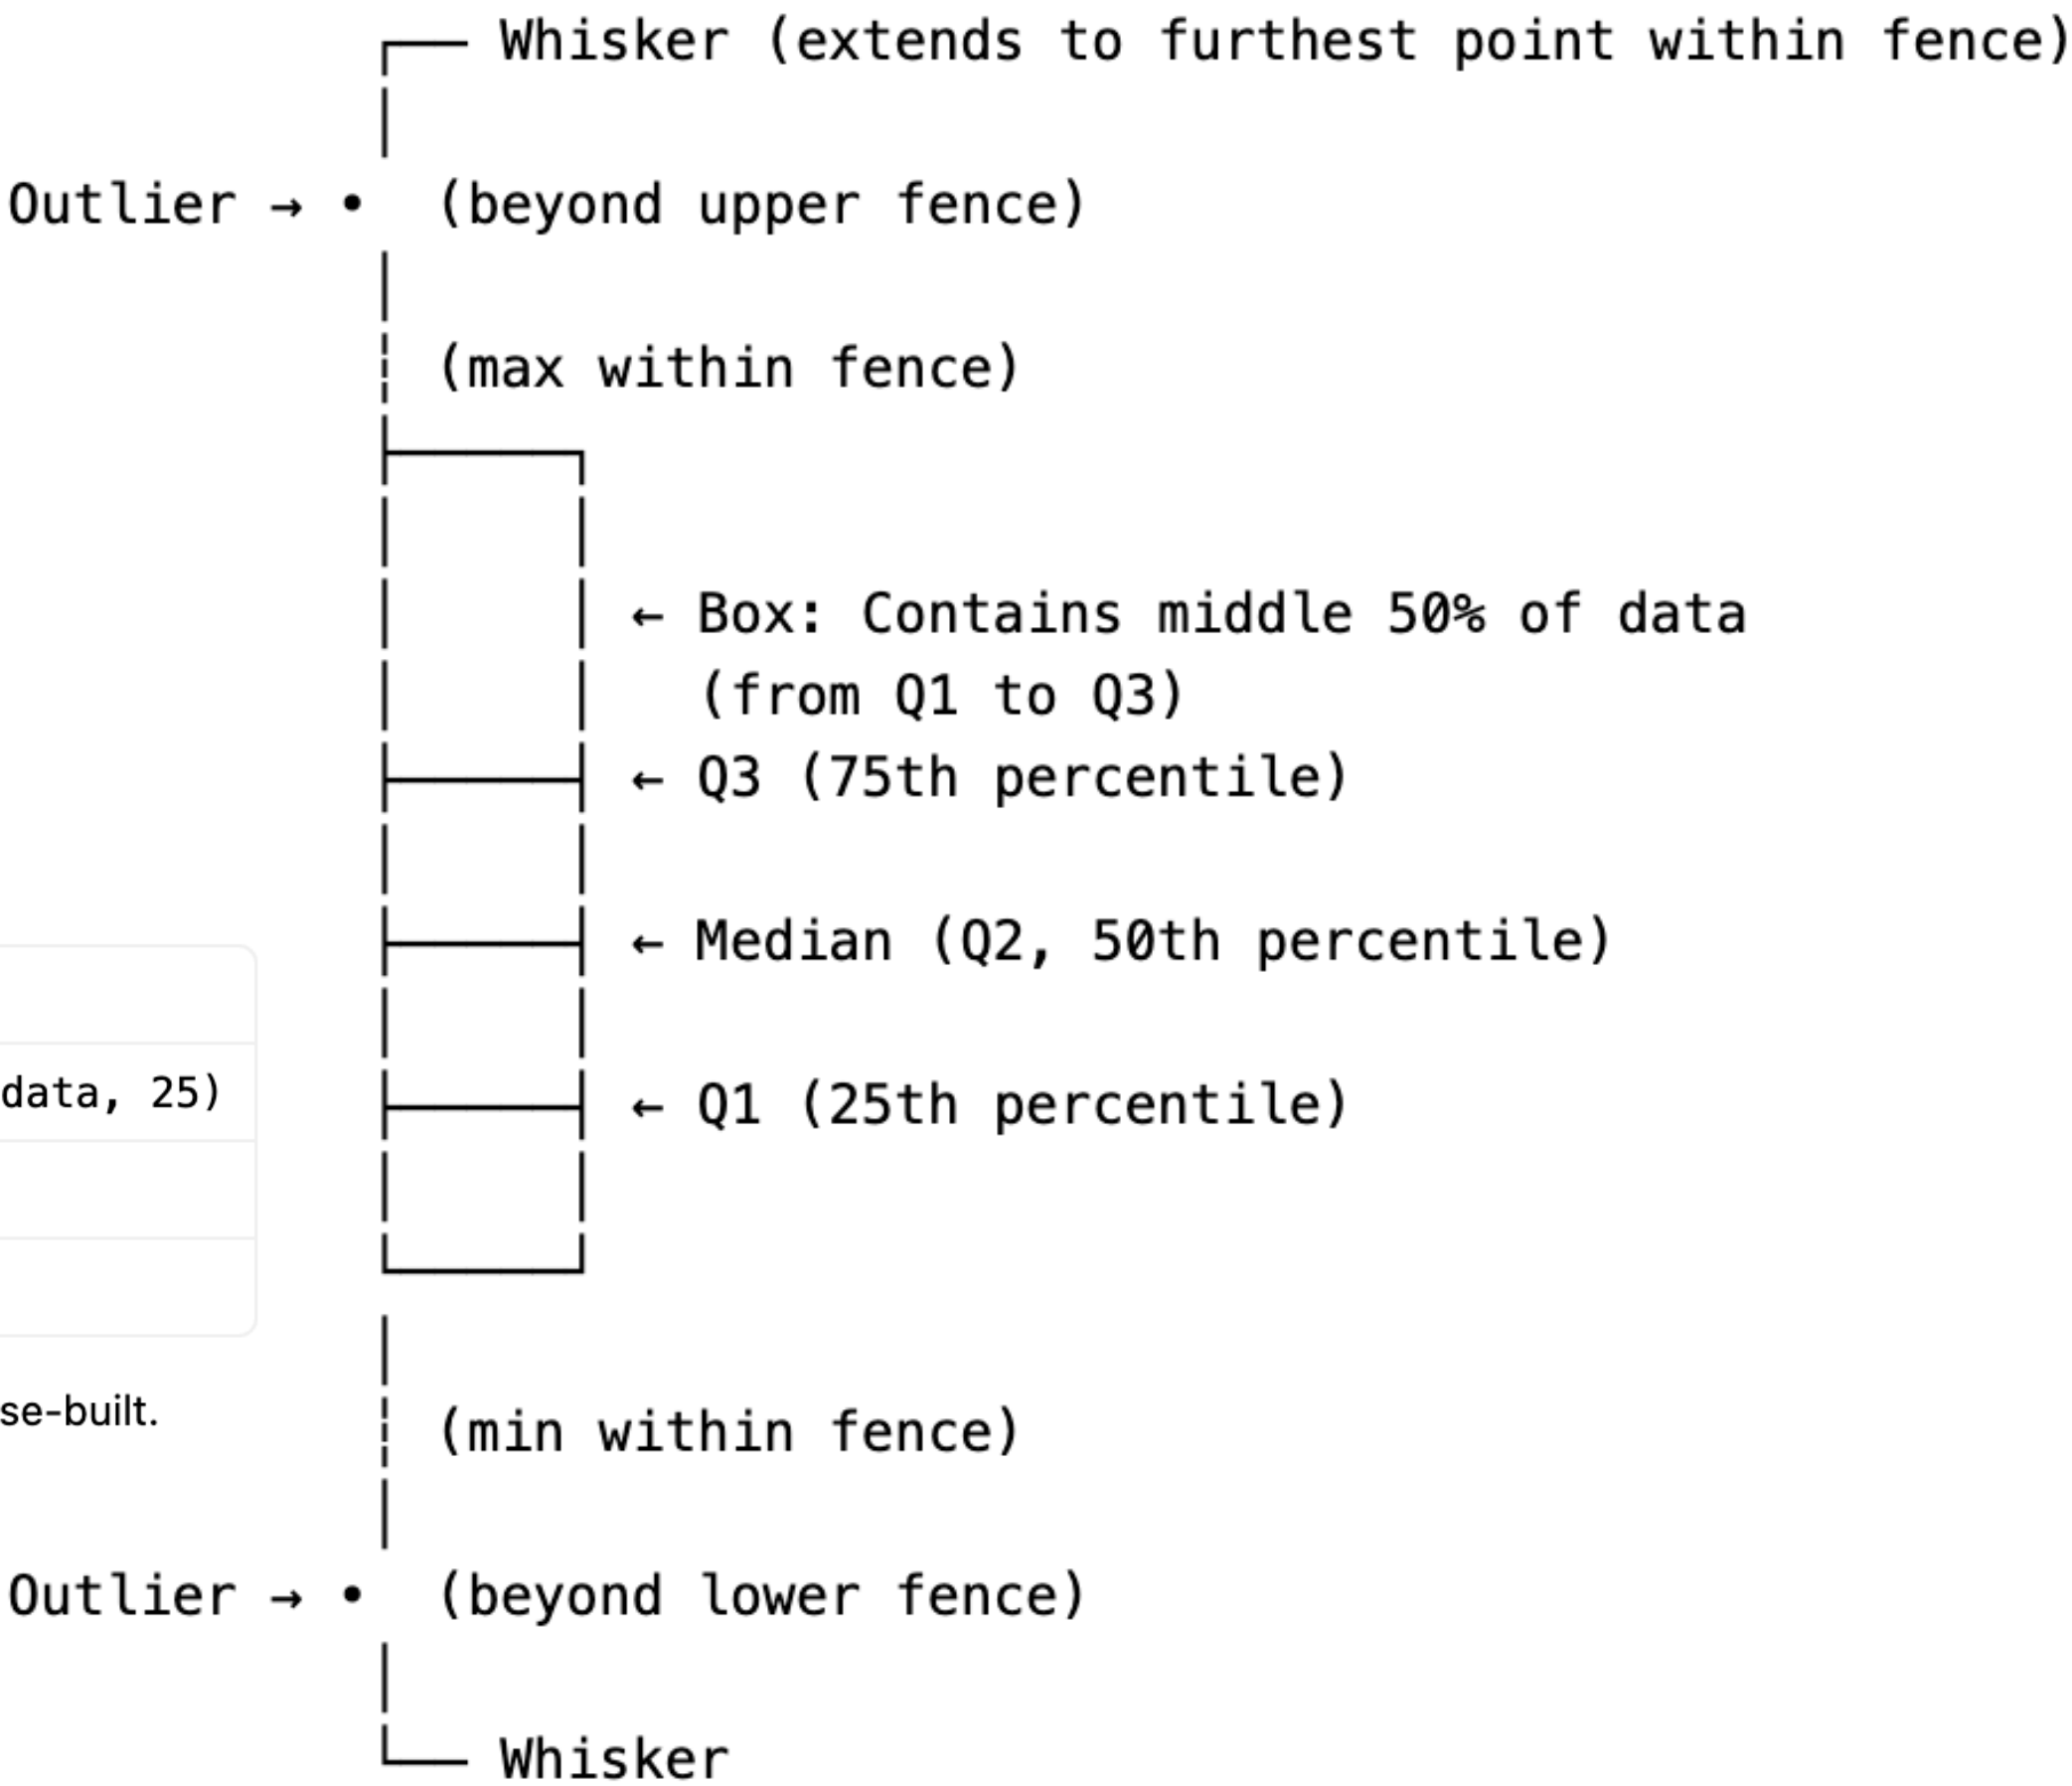 Whisker (extends to furthest point within fence)
Outlier → • (beyond upper fence)
(max within fence)
← Box: Contains middle 50% of data
(from Q1 to Q3)
← Q3 (75th percentile)
← Median (Q2, 50th percentile)
data, 25)
← Q1 (25th percentile)
se-built.
(min within fence)
Outlier → • (beyond lower fence)
Whisker